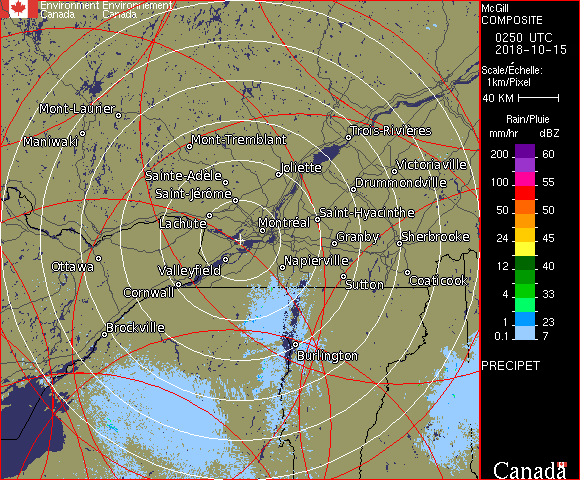 Environment Environnement
Canada Canada
McGill
COMPOSITE
0250 UTC
2018-10-15
Scale/Échelle:
1km/Pixel
40 KM
Rain/Pluie
mm/hr dBZ
200 60
155
100 55
50 50
24 45
12 40
4 33
1 23
0.1 7
PRECIPET
Canada
Mont-Laurier
Maniwaki
Mont-Tremblant
Trois-Rivières
Joliette
Victoriaville
Sainte-Adèle
Drummondville
Saint-Jérôme
Lachute
Montréal
Saint-Hyacinthe
Granby
Sherbrooke
Ottawa
Valleyfield
Napierville
Sutton
Coaticook
Cornwall
Brockville
Burlington